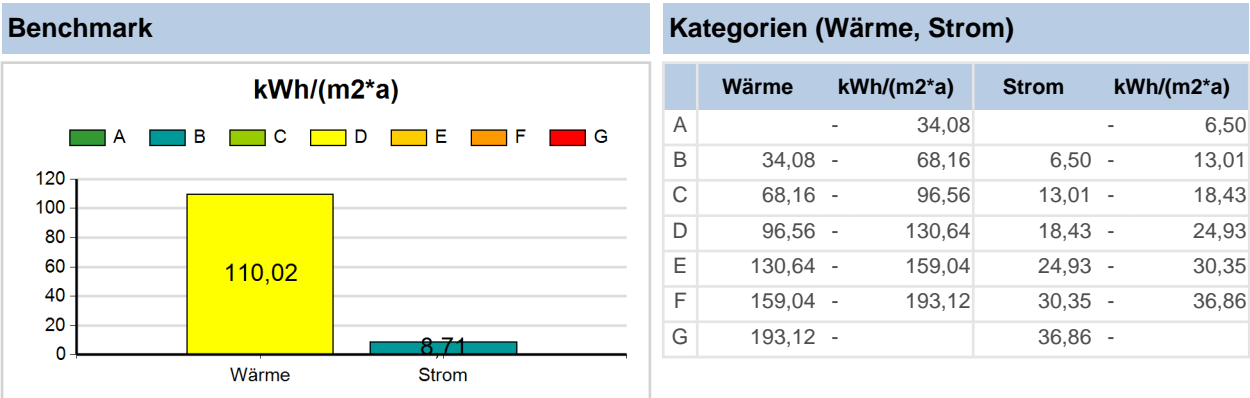 Benchmark
kWh/(m2*a)
A B C D E F G
120
100
80
60
40
20
0
110,02
8,71
Wärme Strom
Kategorien (Wärme, Strom)
Wärme kWh/(m2*a) Strom kWh/(m2*a)
A - 34,08 - 6,50
B 34,08 - 68,16 6,50 - 13,01
C 68,16 - 96,56 13,01 - 18,43
D 96,56 - 130,64 18,43 - 24,93
E 130,64 - 159,04 24,93 - 30,35
F 159,04 - 193,12 30,35 - 36,86
G 193,12 - 36,86 -